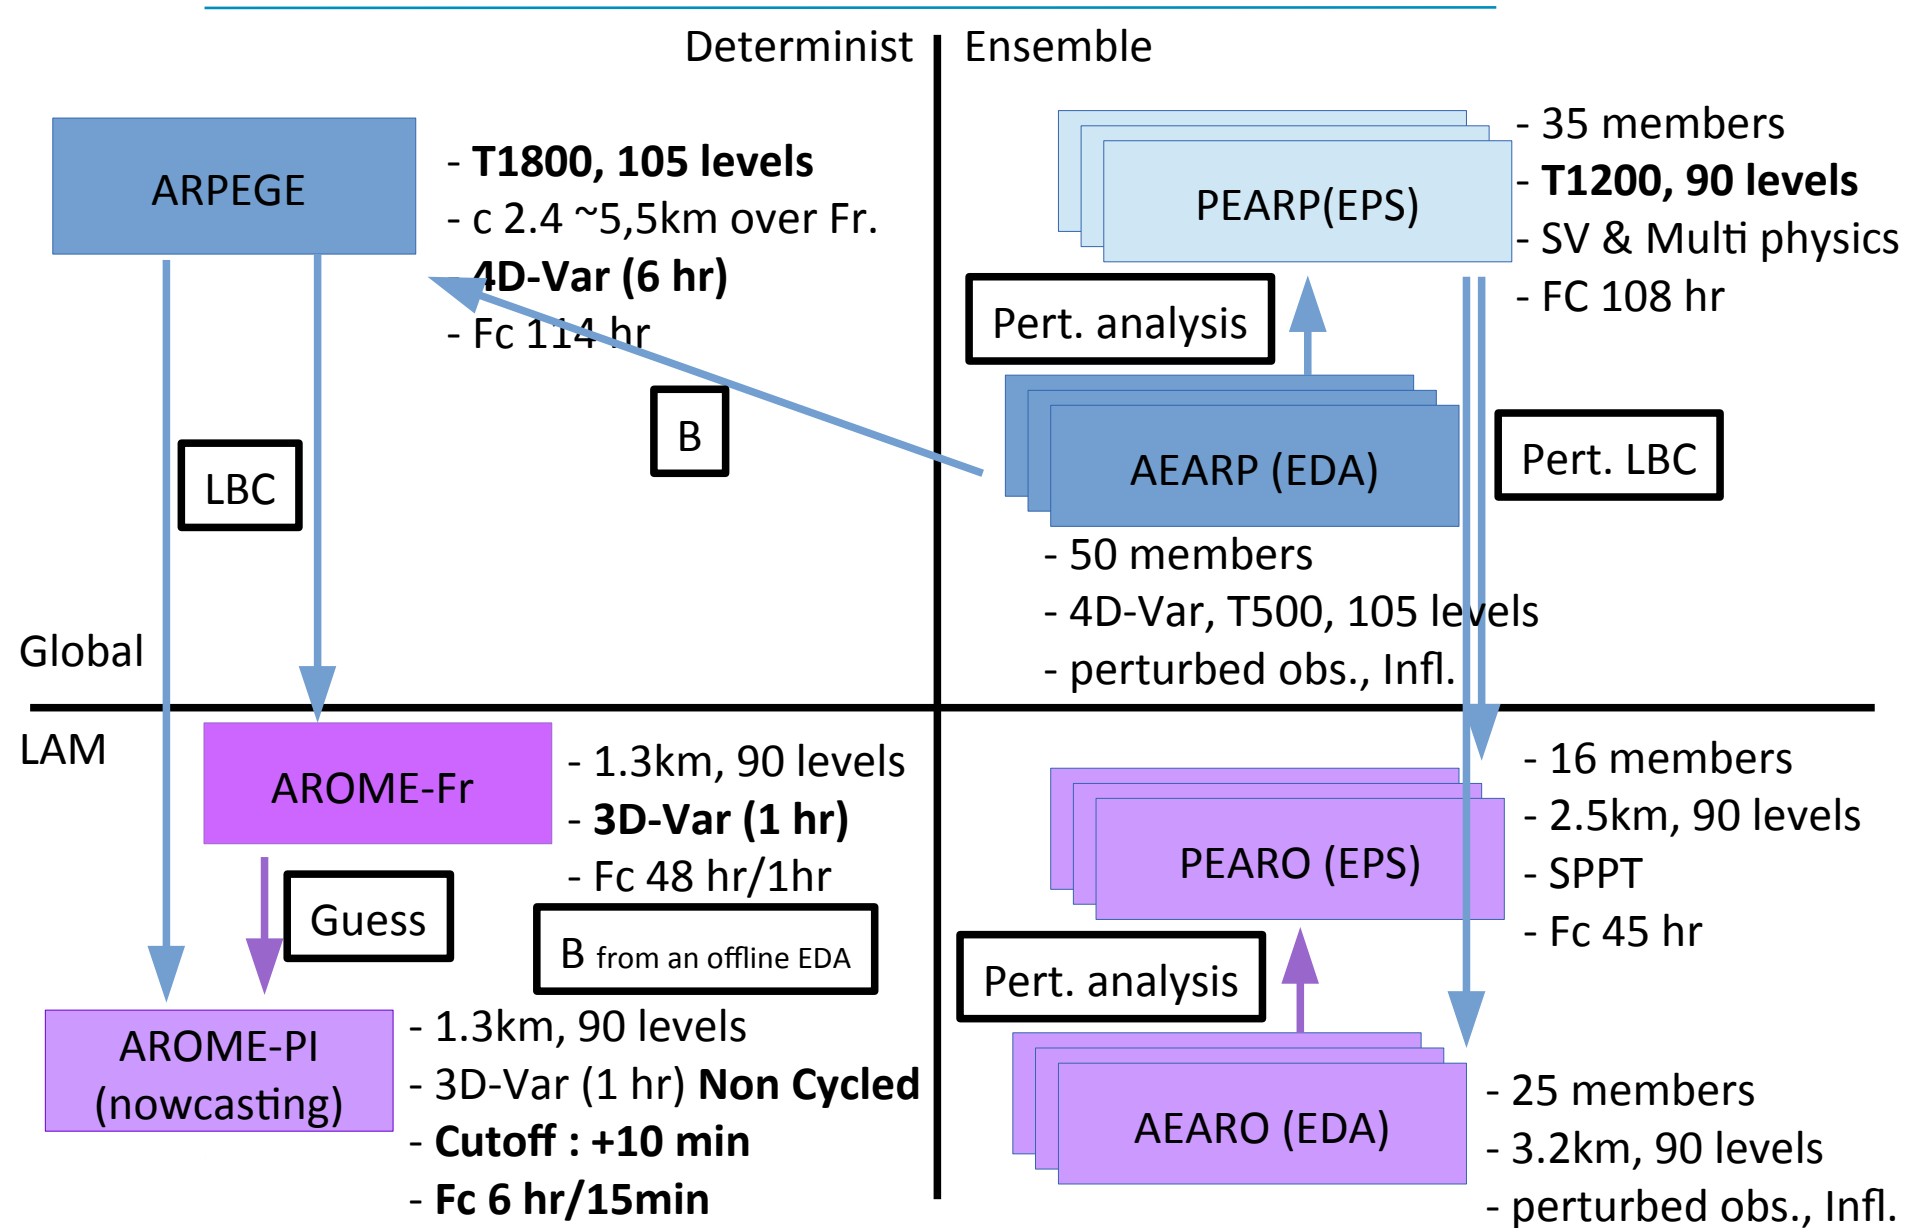 Determinist
Ensemble
ARPEGE
- T1800, 105 levels
- c 2.4 ~5,5km over Fr.
- 4D-Var (6 hr)
- Fc 114 hr
PEARP(EPS)
- 35 members
- T1200, 90 levels
- SV & Multi physics
- FC 108 hr
Pert. analysis
B
LBC
AEARP (EDA)
Pert. LBC
- 50 members
- 4D-Var, T500, 105 levels
- perturbed obs., Infl.
Global
LAM
AROME-Fr
- 1.3km, 90 levels
- 3D-Var (1 hr)
- Fc 48 hr/1hr
Guess
B from an offline EDA
AROME-PI
(nowcasting)
- 1.3km, 90 levels
- 3D-Var (1 hr) Non Cycled
- Cutoff : +10 min
- Fc 6 hr/15min
PEARO (EPS)
- 16 members
- 2.5km, 90 levels
- SPPT
- Fc 45 hr
Pert. analysis
AEARO (EDA)
- 25 members
- 3.2km, 90 levels
- perturbed obs., Infl.